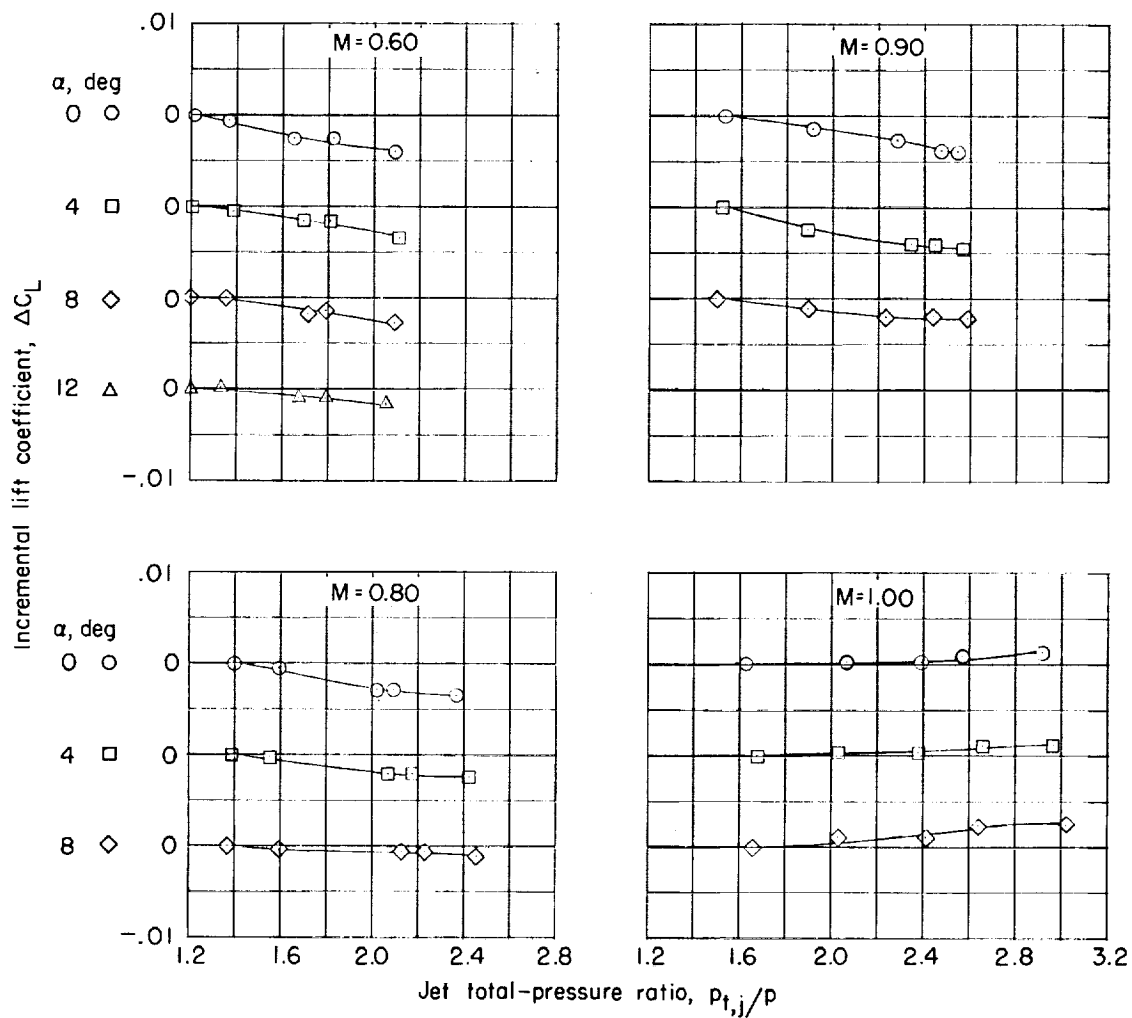 .01
M=0.60
M=0.90
α, deg
0 0
4 0
8 0
12 0
-.01
Incremental lift coefficient, ΔC_L
.01
M=0.80
M=1.00
α, deg
0 0
4 0
8 0
-.01
1.2 1.6 2.0 2.4 2.8
1.2 1.6 2.0 2.4 2.8 3.2
Jet total-pressure ratio, p_t,j/p